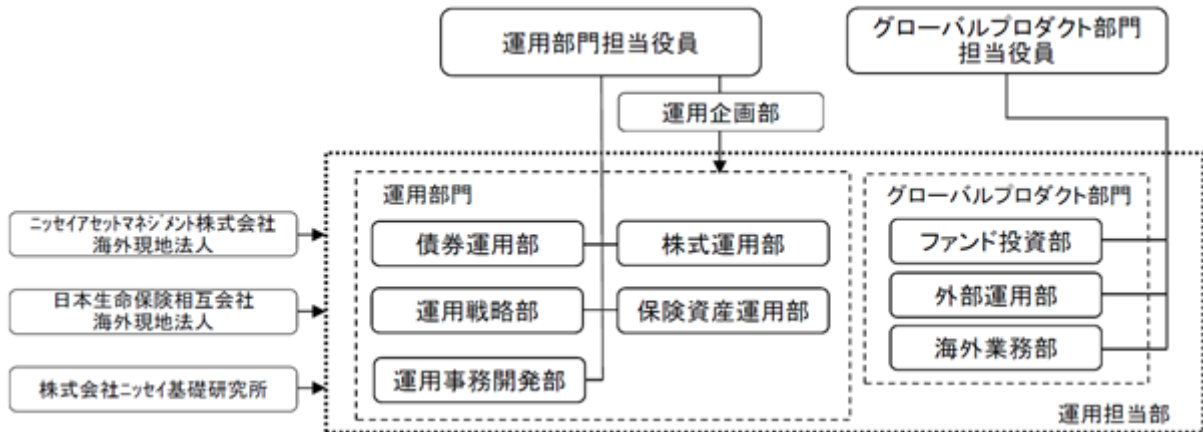 運用部門担当役員
グローバルプロダクト部門
担当役員
運用企画部
運用部門
グローバルプロダクト部門
ニッセイアセットマネジメント株式会社
海外現地法人
債券運用部
株式運用部
ファンド投資部
日本生命保険相互会社
海外現地法人
運用戦略部
保険資産運用部
外部運用部
海外業務部
株式会社ニッセイ基礎研究所
運用事務開発部
運用担当部